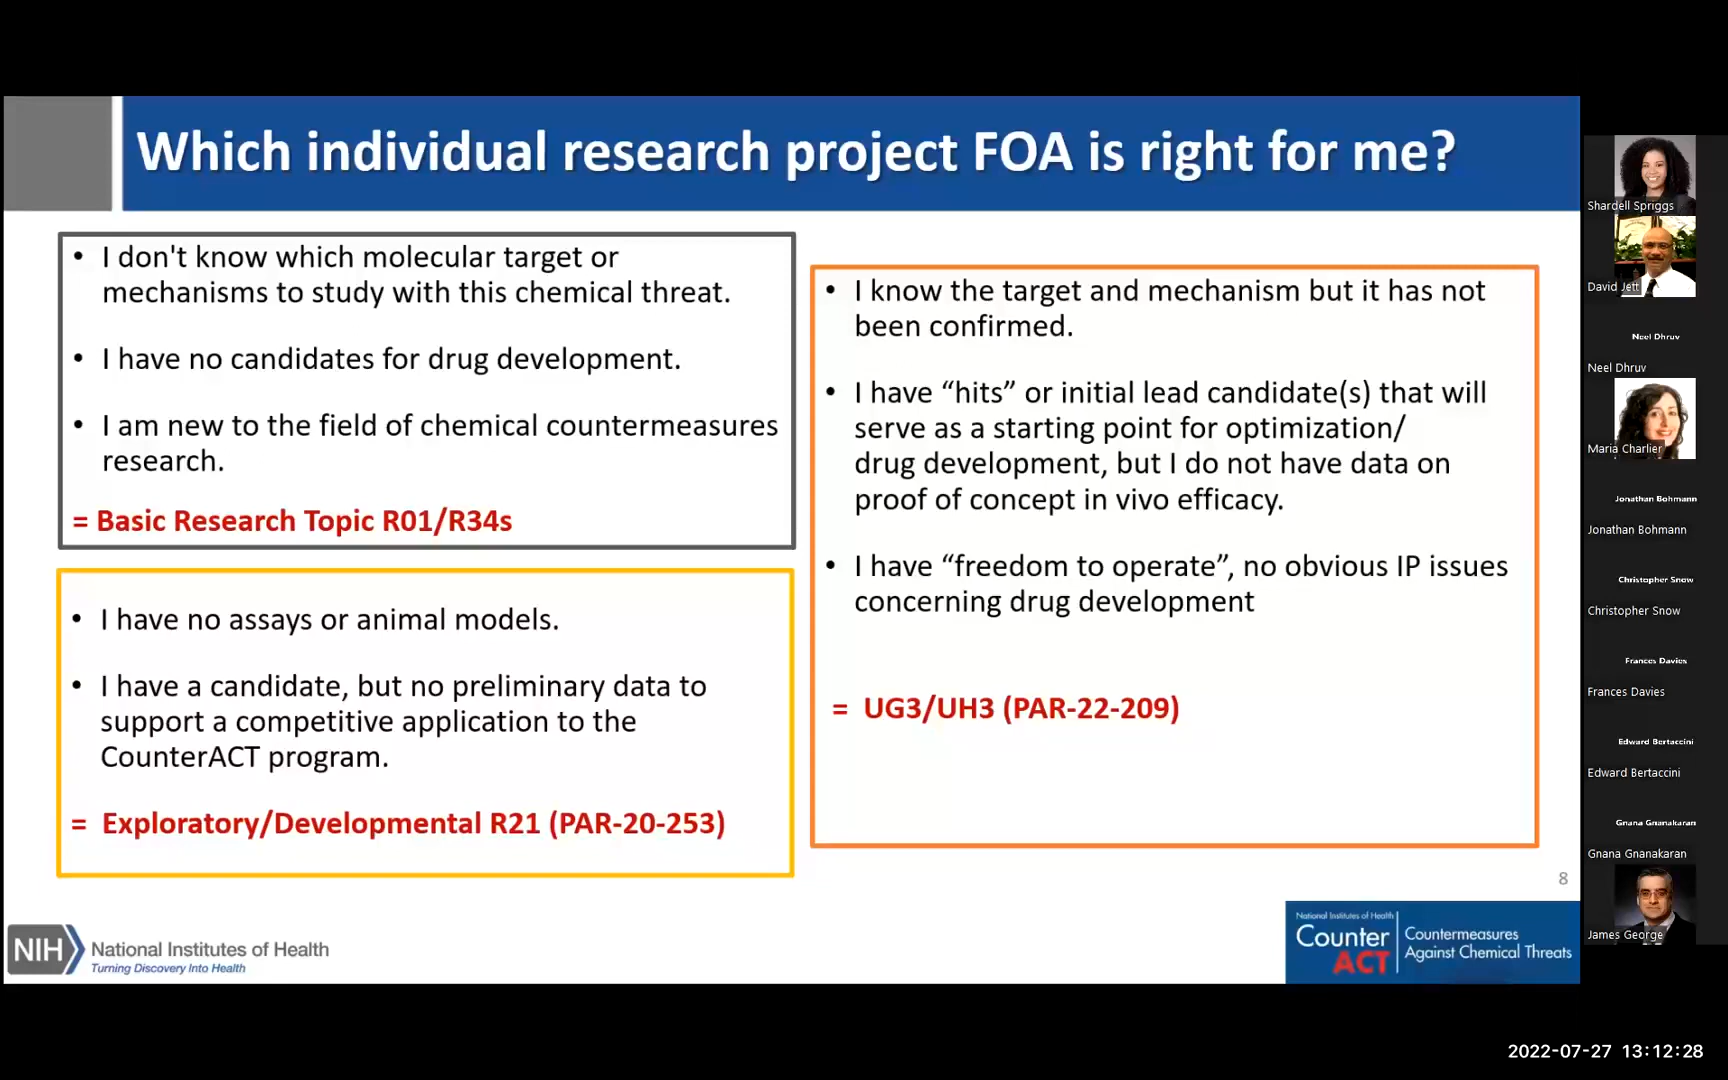 Which individual research project FOA is right for me?
• I don't know which molecular target or
mechanisms to study with this chemical threat.
• I have no candidates for drug development.
• I am new to the field of chemical countermeasures
research.
= Basic Research Topic R01/R34s
• I have no assays or animal models.
• I have a candidate, but no preliminary data to
support a competitive application to the
CounterACT program.
= Exploratory/Developmental R21 (PAR-20-253)
• I know the target and mechanism but it has not
been confirmed.
• I have “hits” or initial lead candidate(s) that will
serve as a starting point for optimization/
drug development, but I do not have data on
proof of concept in vivo efficacy.
• I have “freedom to operate”, no obvious IP issues
concerning drug development
= UG3/UH3 (PAR-22-209)
8
NIH National Institutes of Health
Turning Discovery Into Health
National Institutes of Health
Counter
ACT
Countermeasures
Against Chemical Threats
Shardell Spriggs
David Jett
Neel Dhruv
Neel Dhruv
Maria Charlier
Jonathan Bohmann
Jonathan Bohmann
Christopher Snow
Christopher Snow
Frances Davies
Frances Davies
Edward Bertaccini
Edward Bertaccini
Gnana Gnanakaran
Gnana Gnanakaran
James George
2022-07-27 13:12:28